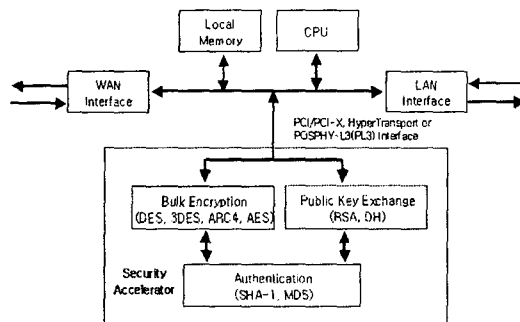 Local
Memory
CPU
WAN
Interface
LAN
Interface
PCI/PCI-X, HyperTransport or
POSPHY-L3(PL3) Interface
Bulk Encryption
(DES, 3DES, ARC4, AES)
Public Key Exchange
(RSA, DH)
Security
Accelerator
Authentication
(SHA-1, MD5)